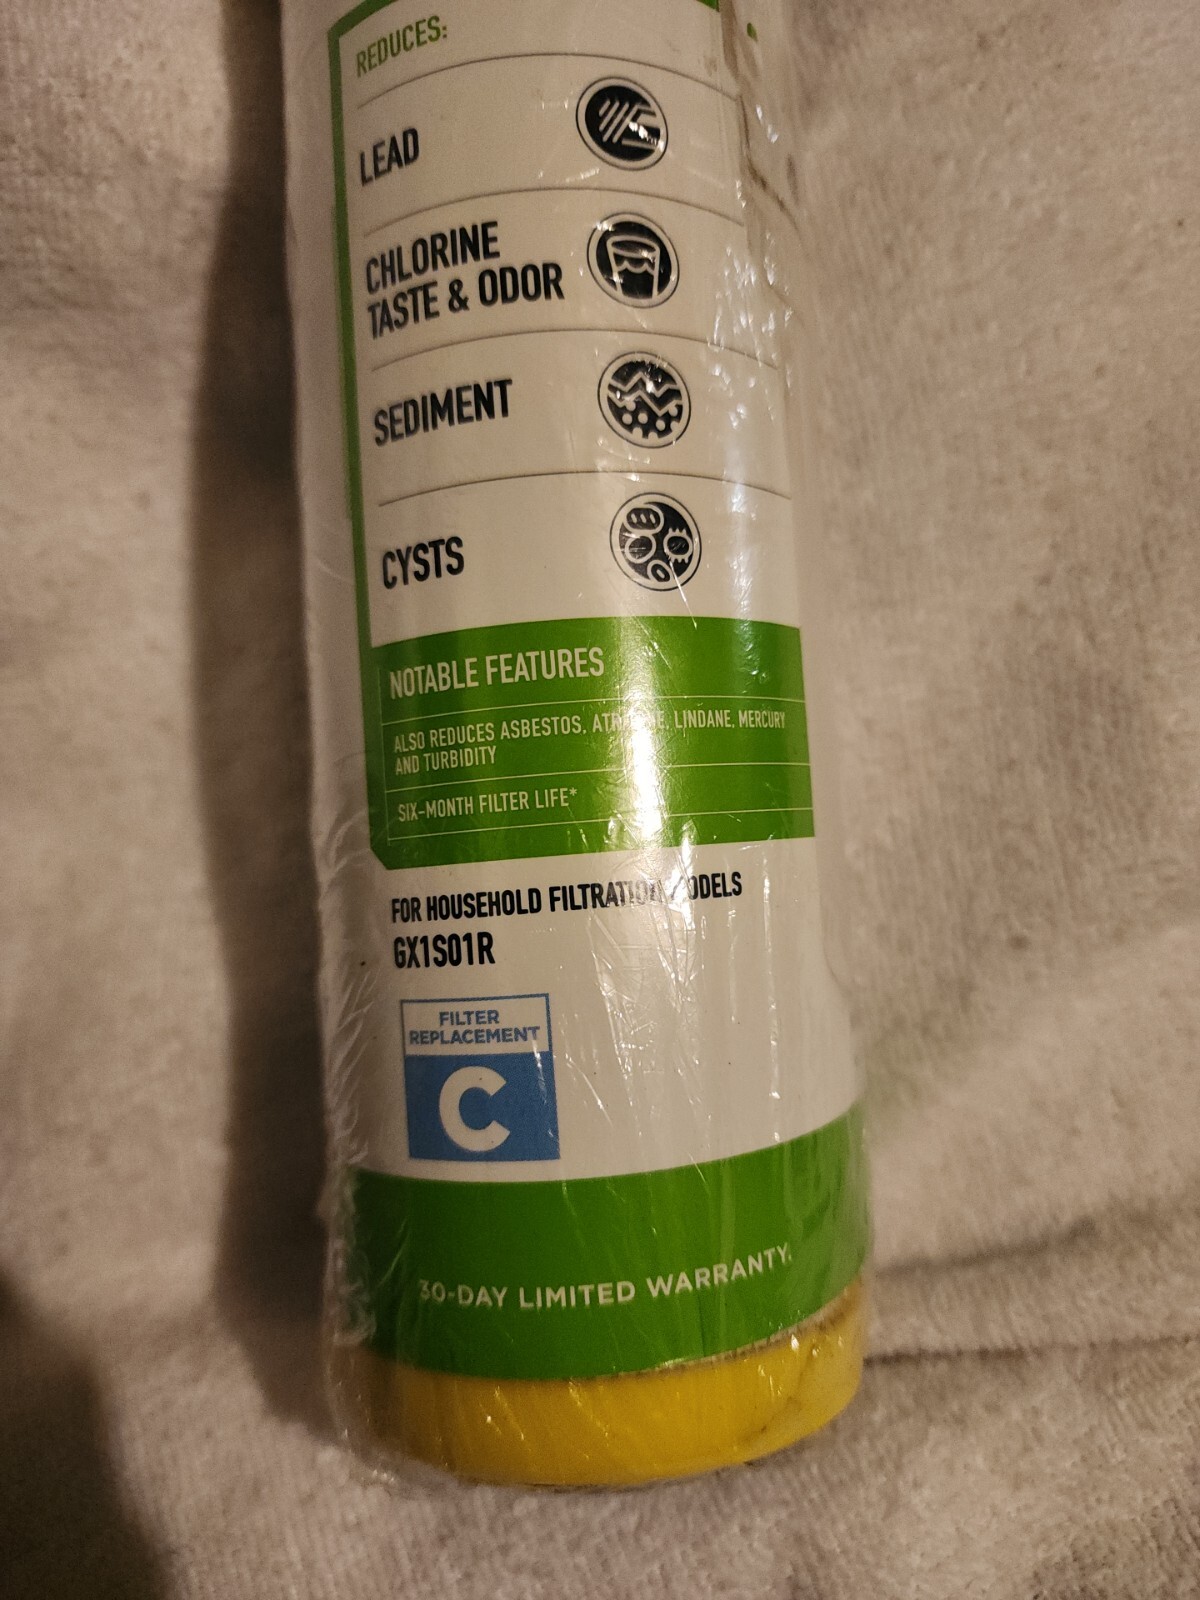 REDUCES:
LEAD
CHLORINE
TASTE & ODOR
SEDIMENT
CYSTS
NOTABLE FEATURES
ALSO REDUCES ASBESTOS, LINDANE, MERCURY
AND TURBIDITY
SIX-MONTH FILTER LIFE*
FOR HOUSEHOLD FILTRATION MODELS
GX1S01R
FILTER
REPLACEMENT
C
30-DAY LIMITED WARRANTY.